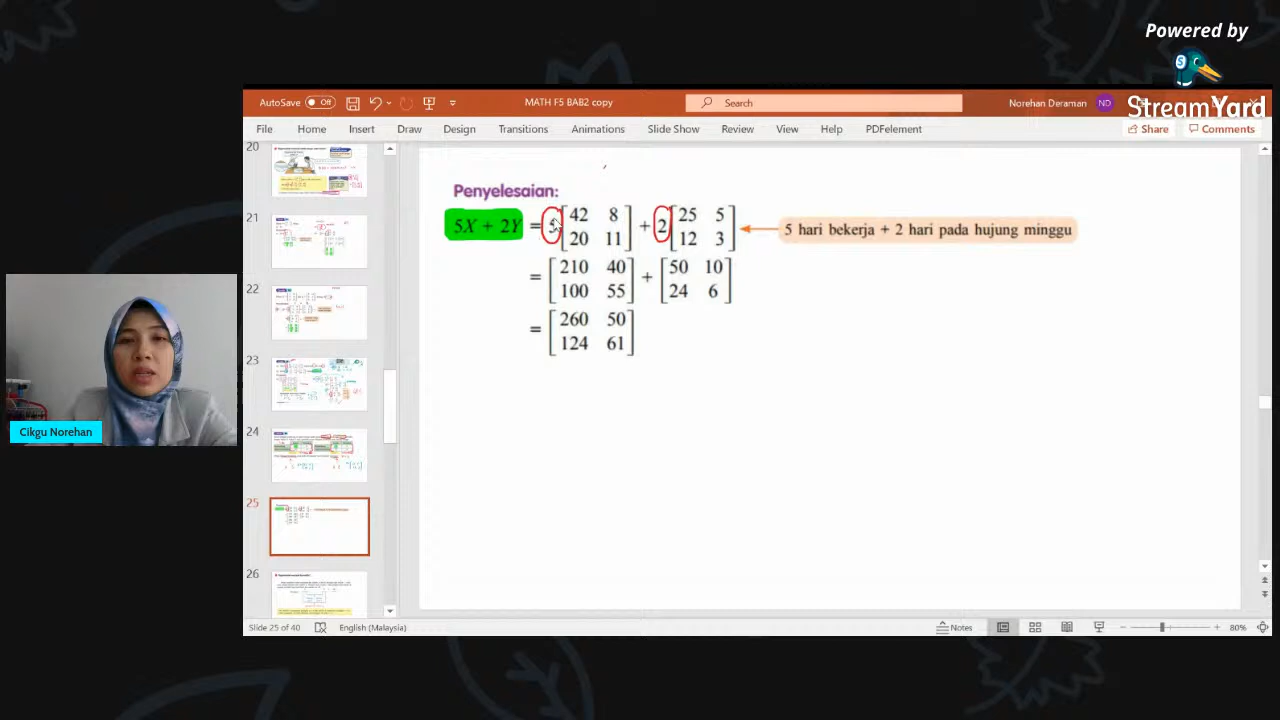 Powered by
StreamYard
AutoSave Off
MATH F5 BAB2 copy
Search
Norehan Deraman ND
File Home Insert Draw Design Transitions Animations Slide Show Review View Help PDFelement Share Comments
20
21
22
23
24
25
26
Penyelesaian:
5X + 2Y = 5 [42 8; 20 11] + 2 [25 5; 12 3]
5 hari bekerja + 2 hari pada hujung minggu
= [210 40; 100 55] + [50 10; 24 6]
= [260 50; 124 61]
Cikgu Norehan
Slide 25 of 40 English (Malaysia) Notes 80%